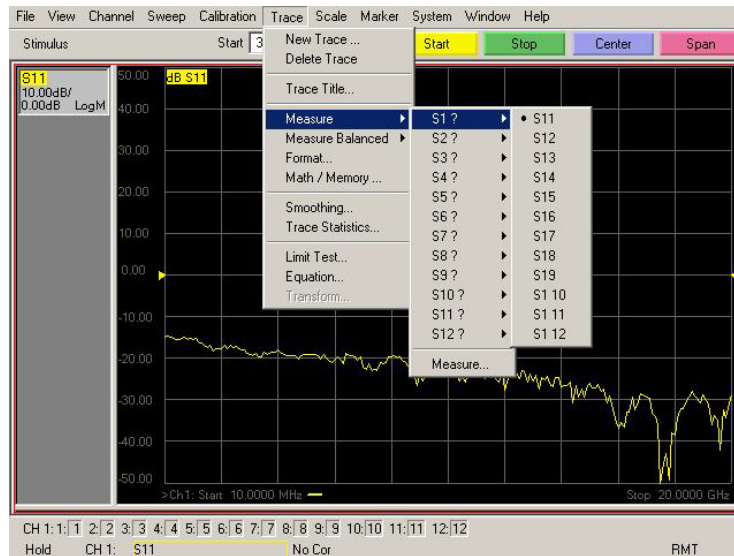 File View Channel Sweep Calibration Trace Scale Marker System Window Help
Stimulus Start 3 Start Stop Center Span
New Trace ...
Delete Trace
Trace Title...
Measure
Measure Balanced
Format...
Math / Memory ...
Smoothing...
Trace Statistics...
Limit Test...
Equation...
Transform...
S1 ?
S2 ?
S3 ?
S4 ?
S5 ?
S6 ?
S7 ?
S8 ?
S9 ?
S10 ?
S11 ?
S12 ?
Measure...
S11
S12
S13
S14
S15
S16
S17
S18
S19
S1 10
S1 11
S1 12
S11
10.00dB/
0.00dB LogM
50.00 dB S11
40.00
30.00
20.00
10.00
0.00
-10.00
-20.00
-30.00
-40.00
-50.00
>Ch1: Start 10.0000 MHz Stop 20.0000 GHz
CH 1: 1: 1 2: 2 3: 3 4: 4 5: 5 6: 6 7: 7 8: 8 9: 9 10: 10 11: 11 12: 12
Hold CH 1: S11 No Cor RMT